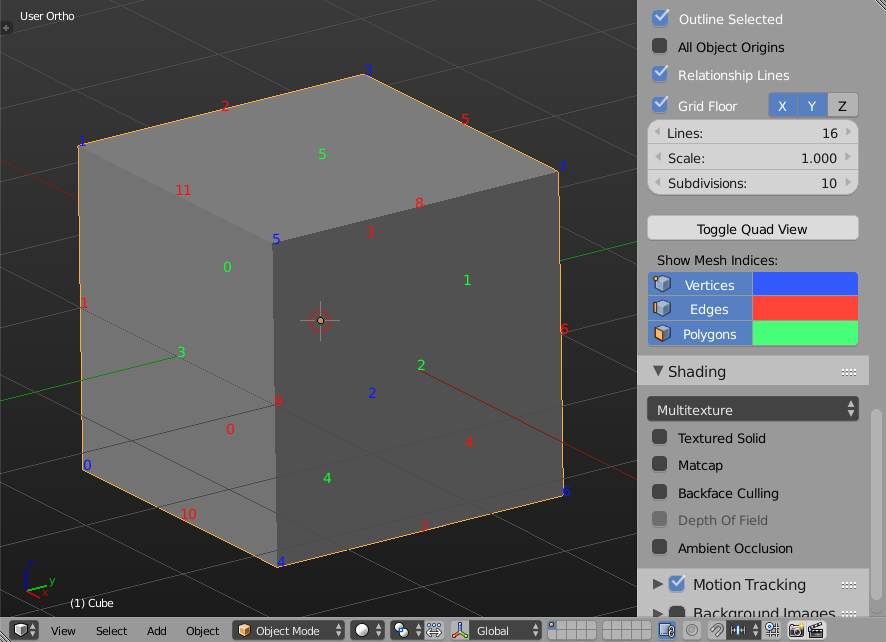 User Ortho
Outline Selected
All Object Origins
Relationship Lines
Grid Floor X Y Z
Lines: 16
Scale: 1.000
Subdivisions: 10
Toggle Quad View
Show Mesh Indices:
Vertices
Edges
Polygons
Shading
Multitexture
Textured Solid
Matcap
Backface Culling
Depth Of Field
Ambient Occlusion
Motion Tracking
Background Images
3
2
5
1
5
7
11
8
5
3
0
1
1
6
3
2
2
9
0
4
0
4
6
10
7
4
z
y
x
(1) Cube
View Select Add Object Object Mode Global